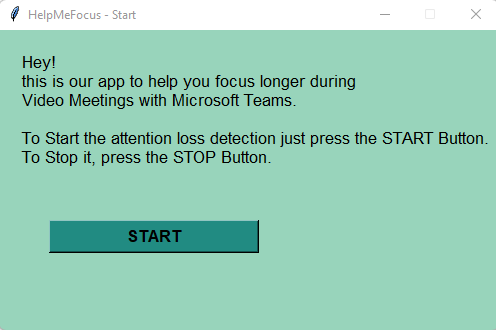 HelpMeFocus - Start
Hey!
this is our app to help you focus longer during
Video Meetings with Microsoft Teams.
To Start the attention loss detection just press the START Button.
To Stop it, press the STOP Button.
START